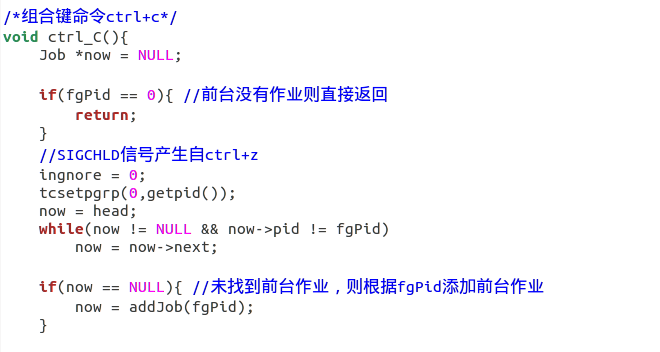 /*组合键命令ctrl+c*/
void ctrl_C(){
    Job *now = NULL;

    if(fgPid == 0){ //前台没有作业则直接返回
        return;
    }
    //SIGCHLD信号产生自ctrl+z
    ingnore = 0;
    tcsetpgrp(0,getpid());
    now = head;
    while(now != NULL && now->pid != fgPid)
        now = now->next;

    if(now == NULL){ //未找到前台作业，则根据fgPid添加前台作业
        now = addJob(fgPid);
    }